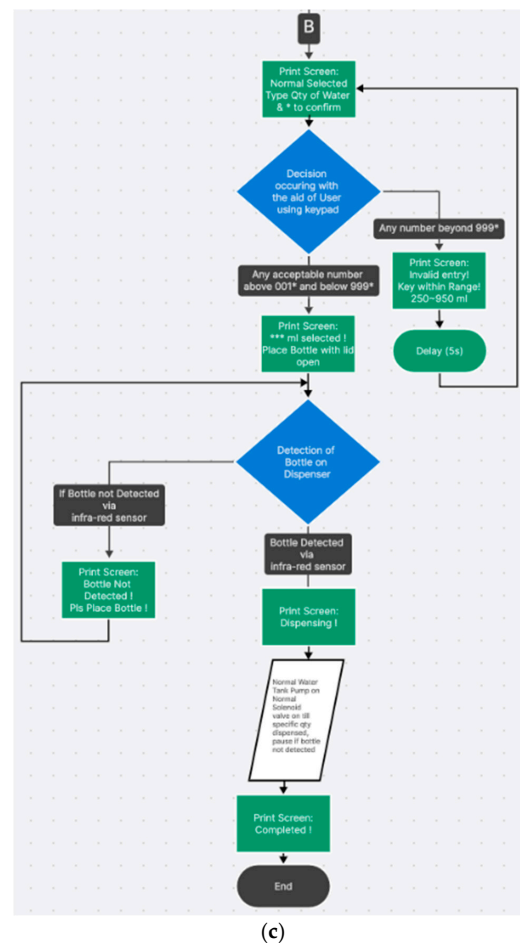 B
Print Screen:
Normal Selected
Type Qty of Water
& * to confirm
Decision
occuring with
the aid of User
using keypad
Any number beyond 999*
Any acceptable number
above 001* and below 999*
Print Screen:
Invalid entry!
Key within Range!
250~950 ml
Print Screen:
*** ml selected !
Place Bottle with lid
open
Delay (5s)
Detection of
Bottle on
Dispenser
If Bottle not Detected
via
infra-red sensor
Bottle Detected
via
infra-red sensor
Print Screen:
Bottle Not
Detected !
Pls Place Bottle !
Print Screen:
Dispensing !
Normal Water
Tank Pump on
Normal
Solenoid
valve on till
specific qty
dispensed,
pause if bottle
not detected
Print Screen:
Completed !
End
(c)